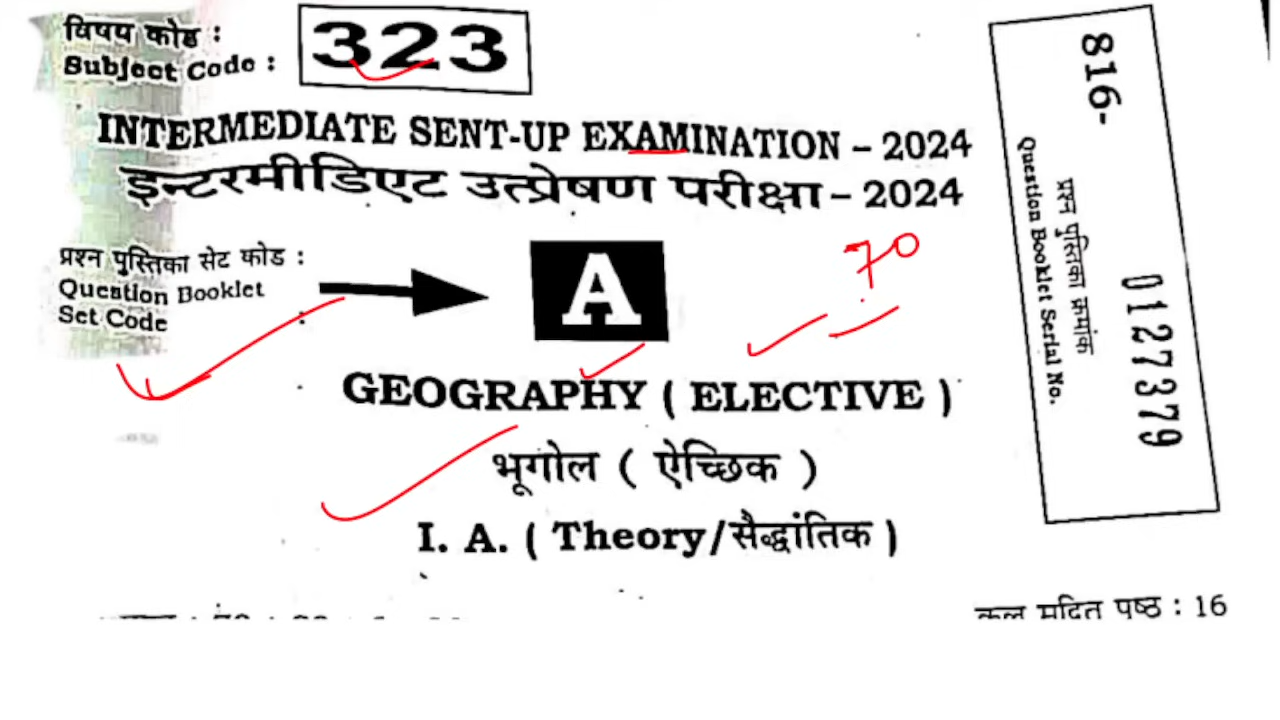 विषय कोड :
Subject Code :
323
INTERMEDIATE SENT-UP EXAMINATION – 2024
इन्टरमीडिएट उत्प्रेषण परीक्षा – 2024
प्रश्न पुस्तिका सेट कोड :
Question Booklet
Set Code :
A
70
GEOGRAPHY ( ELECTIVE )
भूगोल ( ऐच्छिक )
I. A. ( Theory/सैद्धांतिक )
कुल मुद्रित पृष्ठ : 16
816-
प्रश्न पुस्तिका क्रमांक
Question Booklet Serial No.
0127379